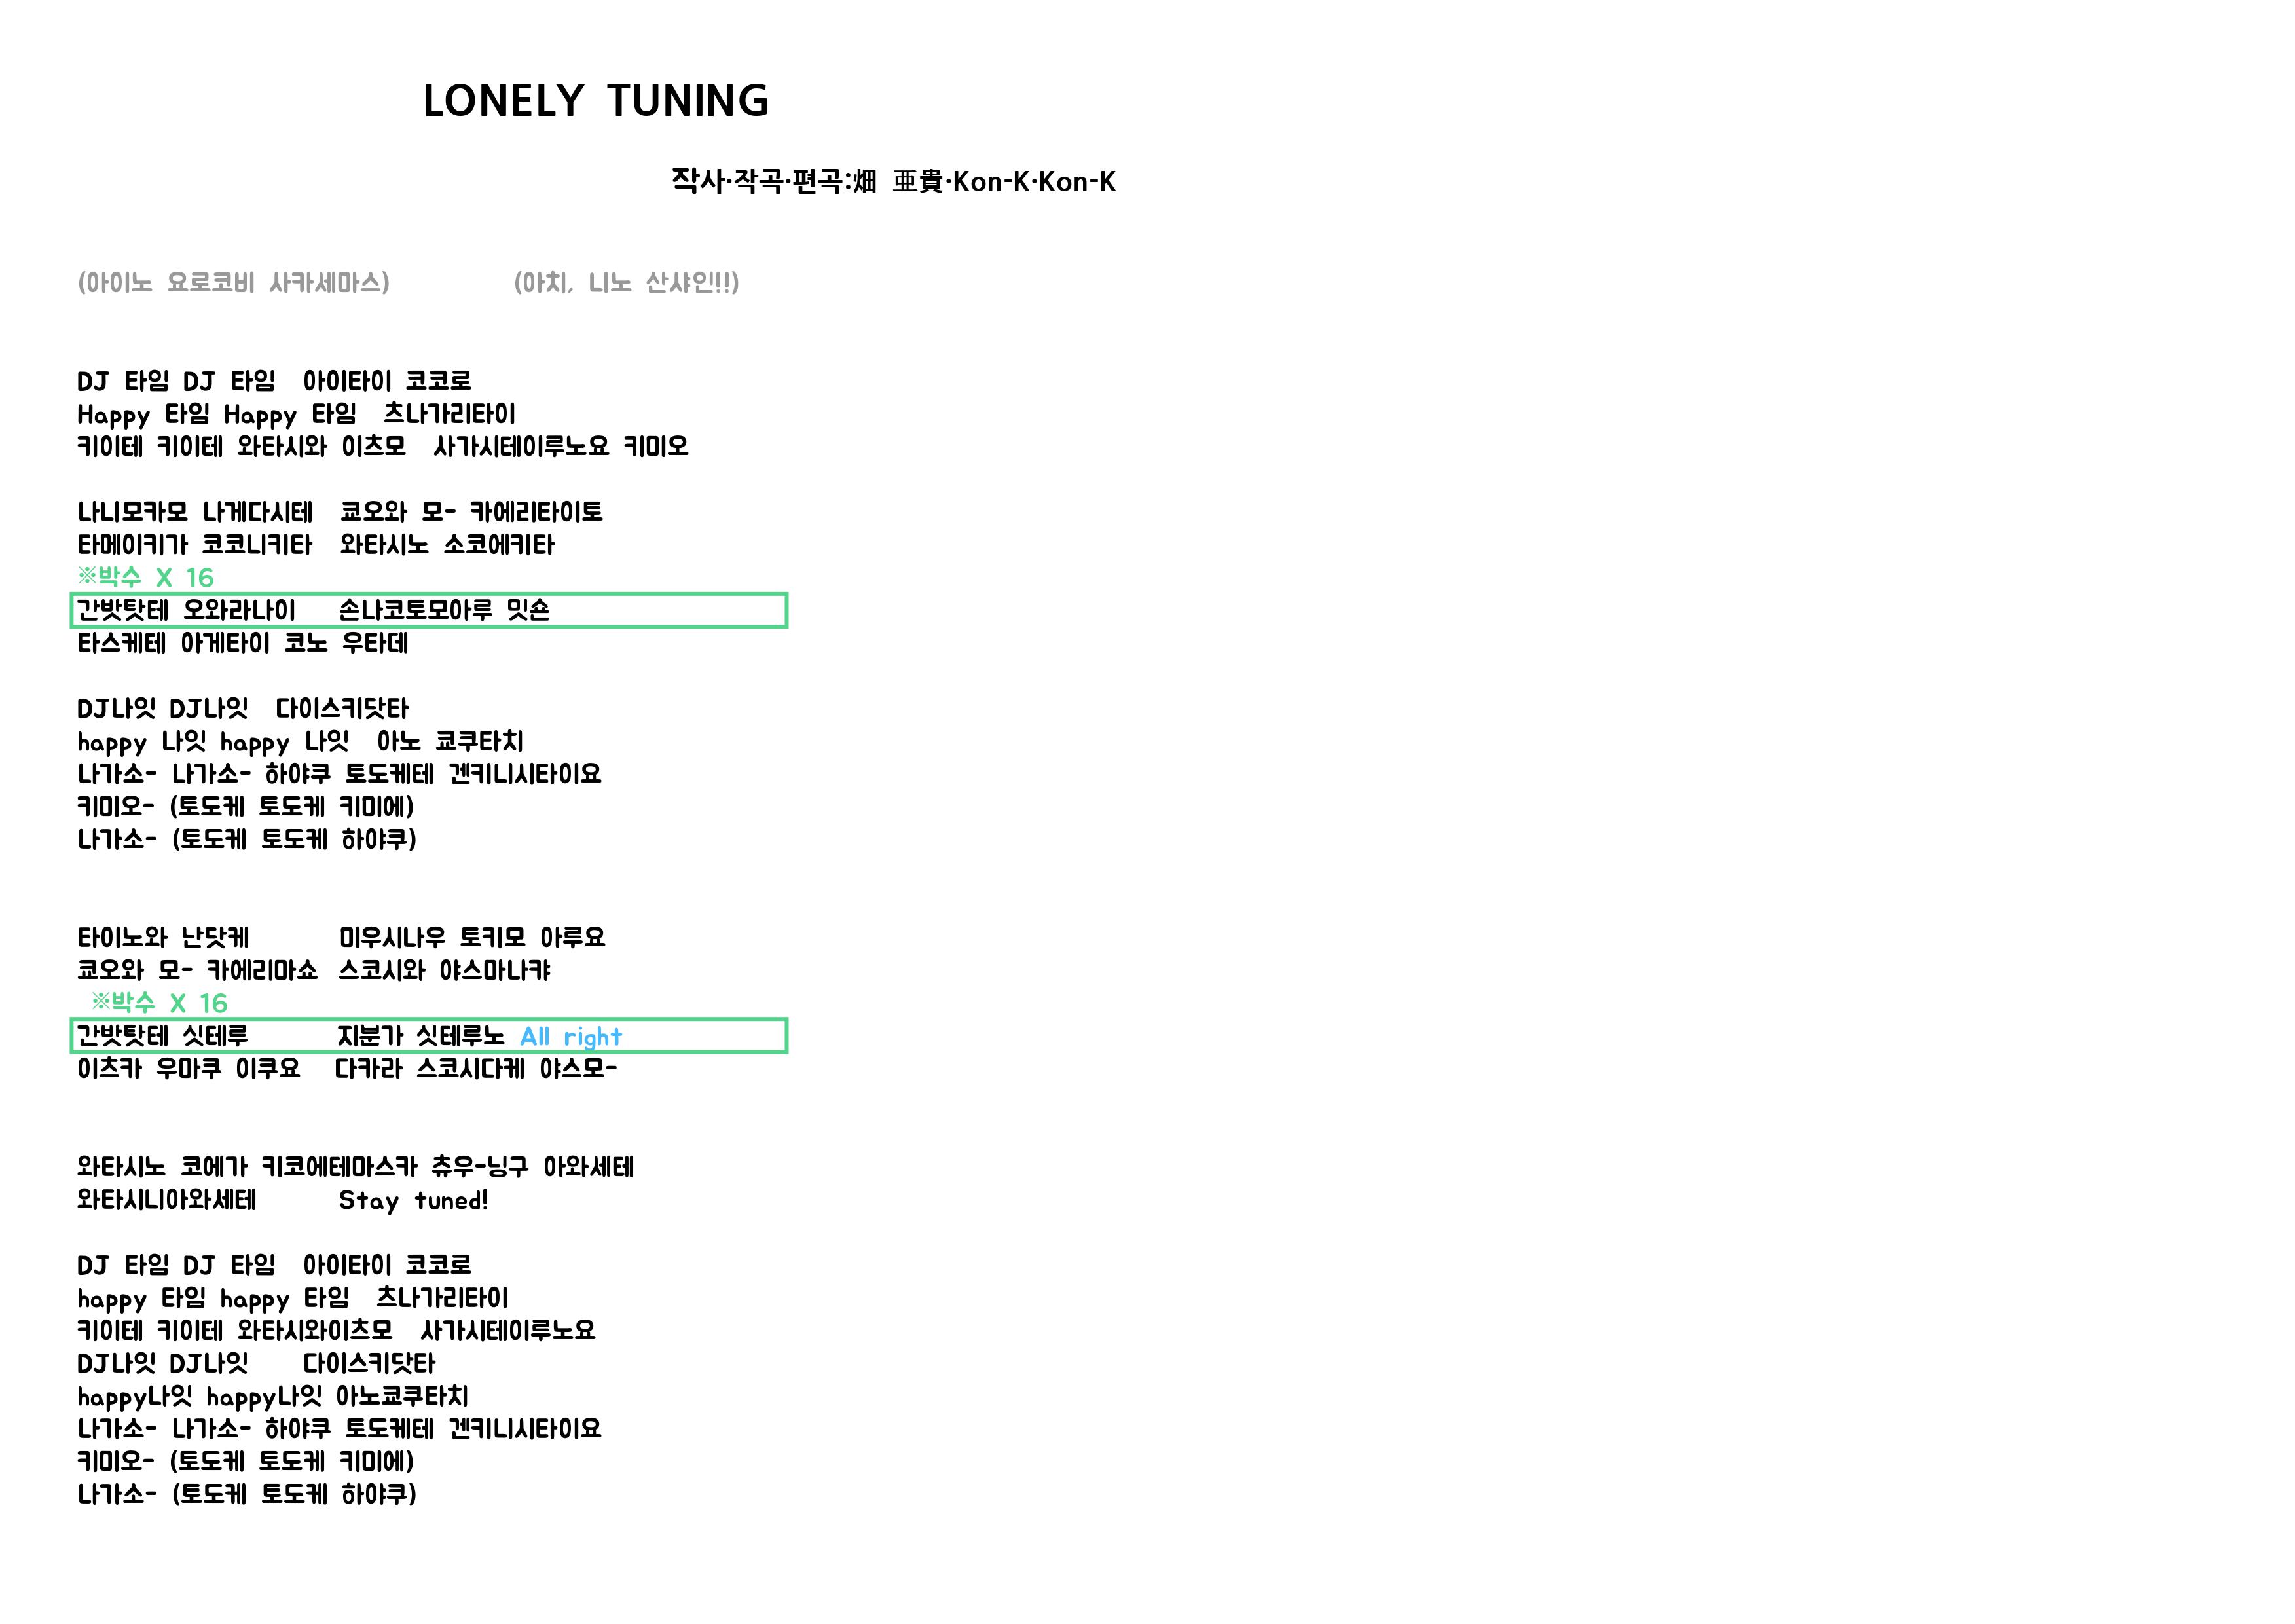 LONELY TUNING
작사·작곡·편곡:畑 亜貴·Kon-K·Kon-K
(아이노 요로코비 사카세마스) (아치, 니노 산샤인!!)
DJ 타임 DJ 타임 아이타이 코코로
Happy 타임 Happy 타임 츠나가리타이
키이테 키이테 와타시와 이츠모 사가시테이루노요 키미오
나니모카모 나게다시테 쿄오와 모- 카에리타이토
타메이키가 코코니키타 와타시노 소코에키타
※박수 X 16
간밧탓테 오와라나이 손나코토모아루 밋숀
타스케테 아게타이 코노 우타데
DJ나잇 DJ나잇 다이스키닷타
happy 나잇 happy 나잇 아노 쿄쿠타치
나가소- 나가소- 하야쿠 토도케테 겐키니시타이요
키미오- (토도케 토도케 키미에)
나가소- (토도케 토도케 하야쿠)
타이노와 난닷케 미우시나우 토키모 아루요
쿄오와 모- 카에리마쇼 스코시와 야스마나캬
※박수 X 16
간밧탓테 싯테루 지분가 싯테루노 All right
이츠카 우마쿠 이쿠요 다카라 스코시다케 야스모-
와타시노 코에가 키코에테마스카 츄우-닝구 아와세테
와타시니아와세테 Stay tuned!
DJ 타임 DJ 타임 아이타이 코코로
happy 타임 happy 타임 츠나가리타이
키이테 키이테 와타시와이츠모 사가시테이루노요
DJ나잇 DJ나잇 다이스키닷타
happy나잇 happy나잇 아노쿄쿠타치
나가소- 나가소- 하야쿠 토도케테 겐키니시타이요
키미오- (토도케 토도케 키미에)
나가소- (토도케 토도케 하야쿠)